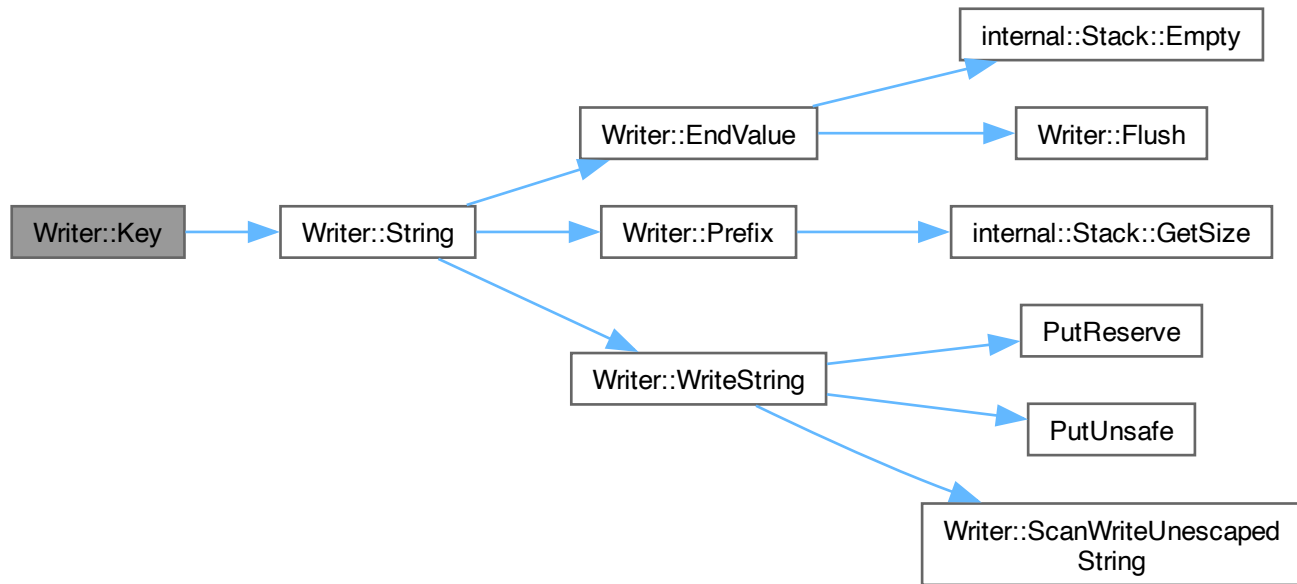 internal::Stack::Empty
Writer::EndValue
Writer::Flush
Writer::Key
Writer::String
Writer::Prefix
internal::Stack::GetSize
PutReserve
Writer::WriteString
PutUnsafe
Writer::ScanWriteUnescaped
String